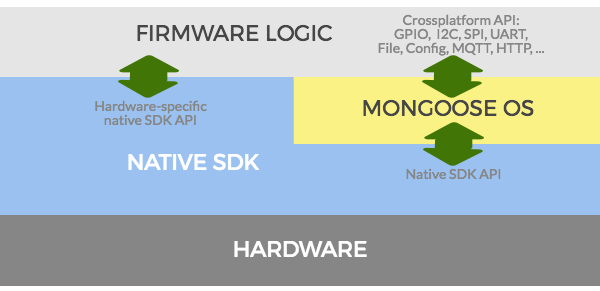 FIRMWARE LOGIC
Crossplatform API:
GPIO, I2C, SPI, UART,
File, Config, MQTT, HTTP, ...
Hardware-specific
native SDK API
MONGOOSE OS
NATIVE SDK
Native SDK API
HARDWARE